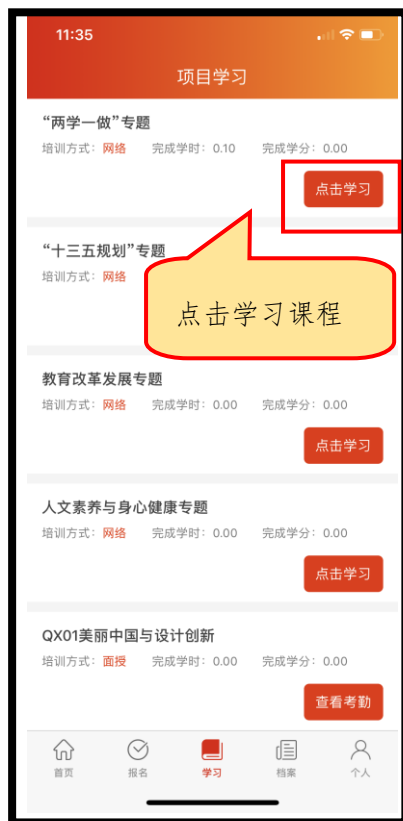 11:35
项目学习
“两学一做”专题
培训方式：网络 完成学时：0.10 完成学分：0.00
点击学习
“十三五规划”专题
培训方式：网络
点击学习课程
教育改革发展专题
培训方式：网络 完成学时：0.00 完成学分：0.00
点击学习
人文素养与身心健康专题
培训方式：网络 完成学时：0.00 完成学分：0.00
点击学习
QX01美丽中国与设计创新
培训方式：面授 完成学时：0.00 完成学分：0.00
查看考勤
首页 报名 学习 档案 个人